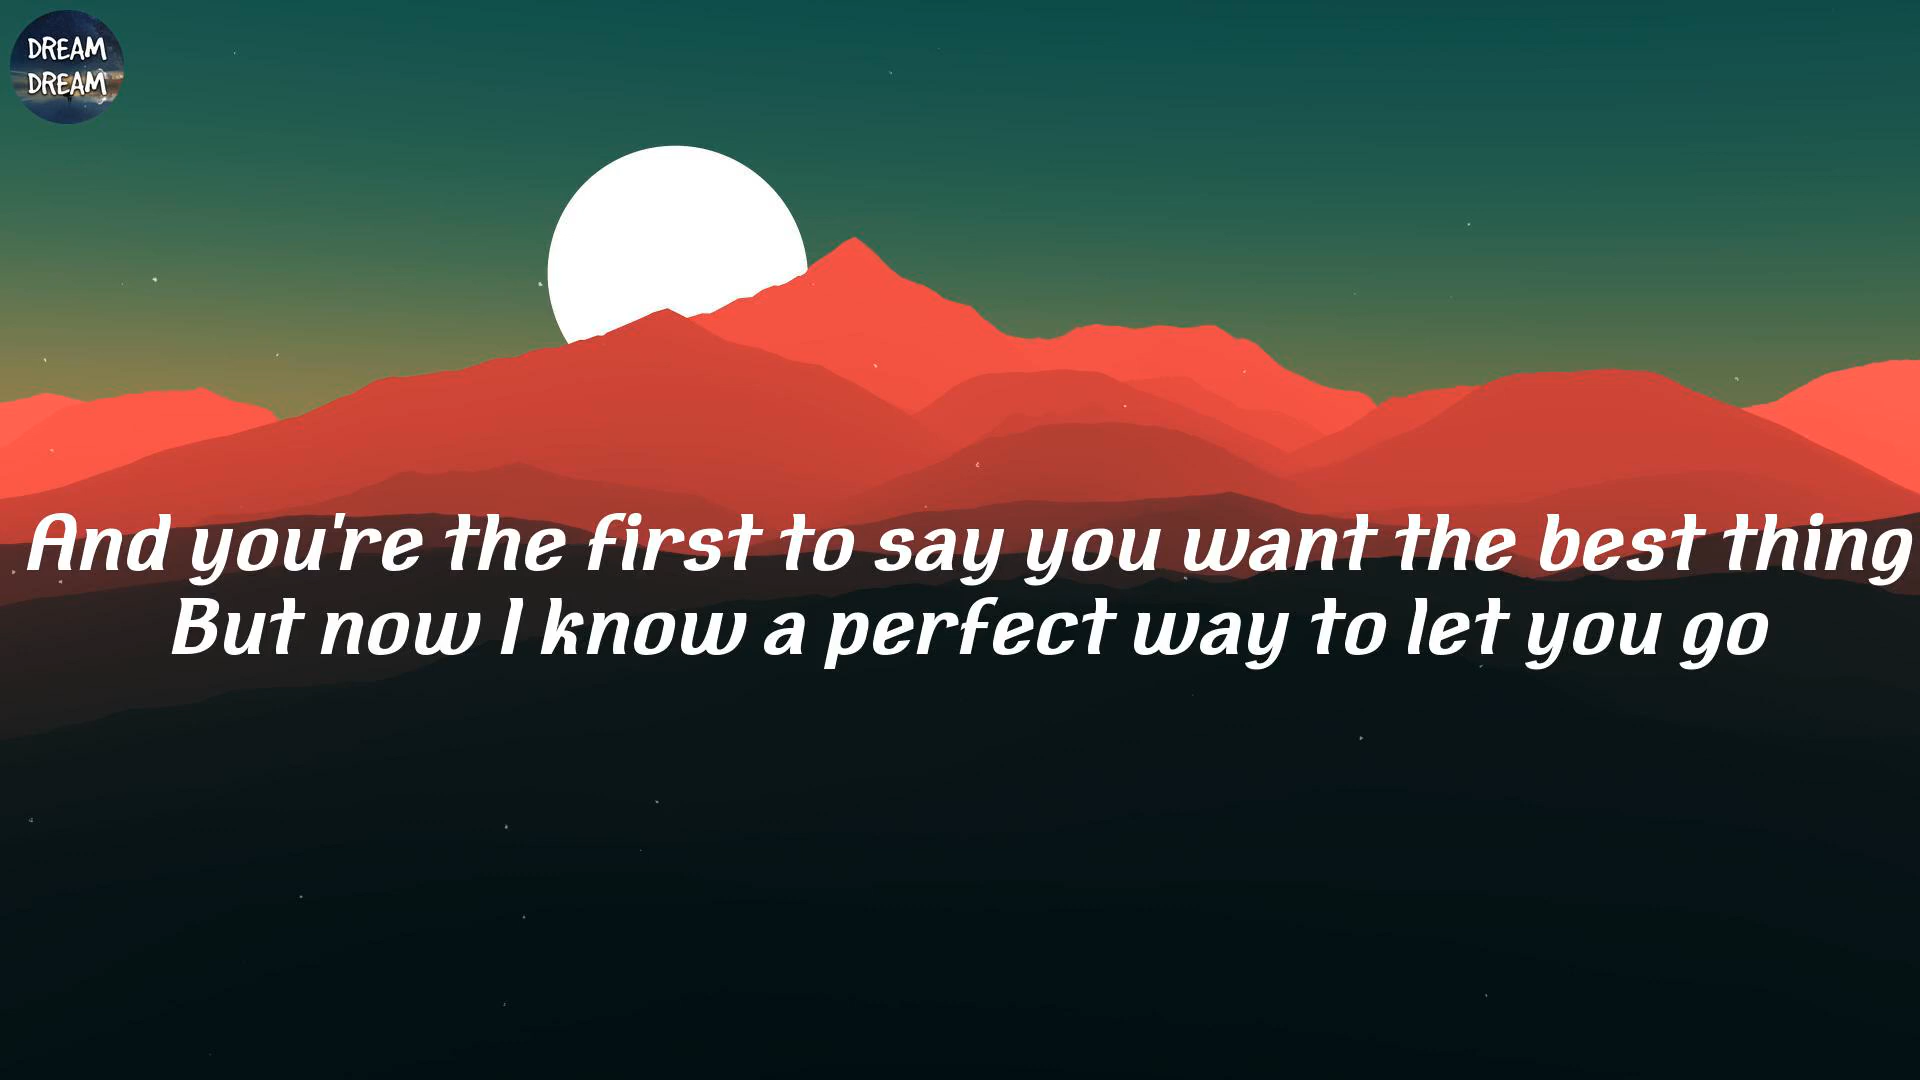 DREAM
DREAM
And you're the first to say you want the best thing
But now I know a perfect way to let you go